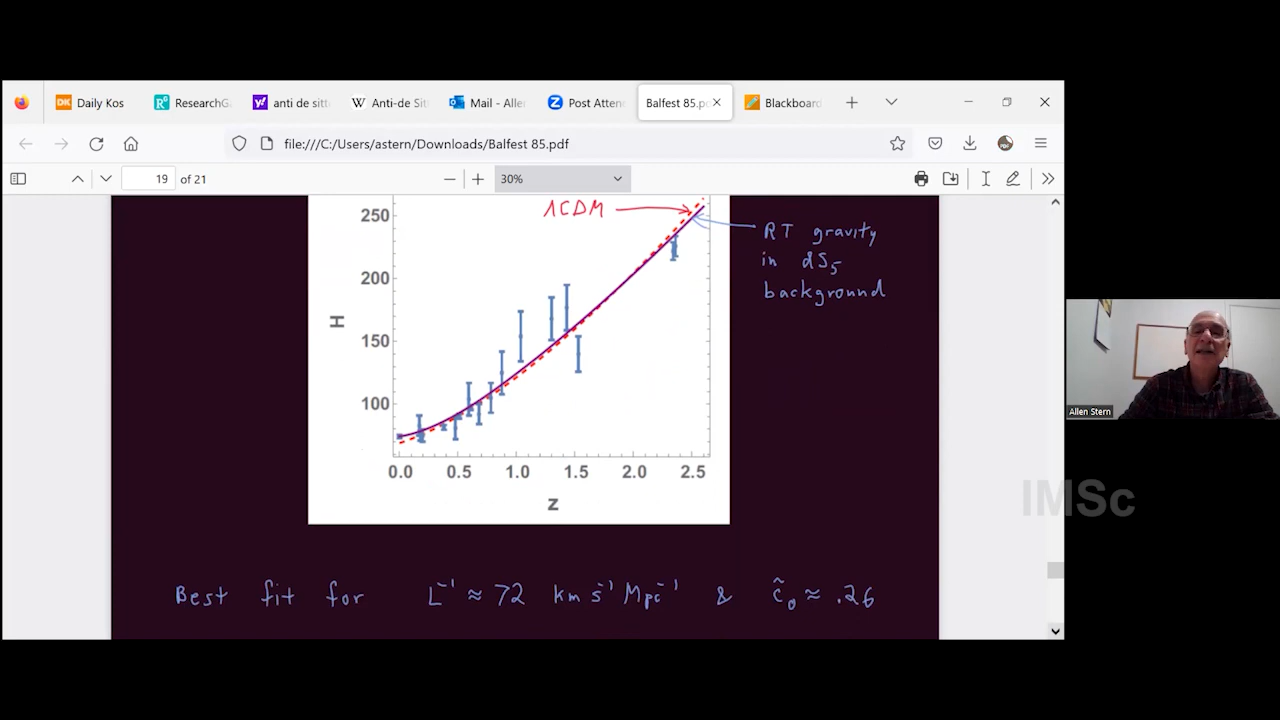 Daily Kos
ResearchG
anti de sitt
Anti-de Sit
Mail - Alle
Post Atten
Balfest 85.p
Blackboard
file:///C:/Users/astern/Downloads/Balfest 85.pdf
19 of 21
30%
ΛCDM
RT gravity
in dS₅
background
H
250
200
150
100
0.0 0.5 1.0 1.5 2.0 2.5
z
Best fit for L⁻¹ ≈ 72 km s⁻¹ Mpc⁻¹ & c̃₀ ≈ .26
Allen Stern
IMSc